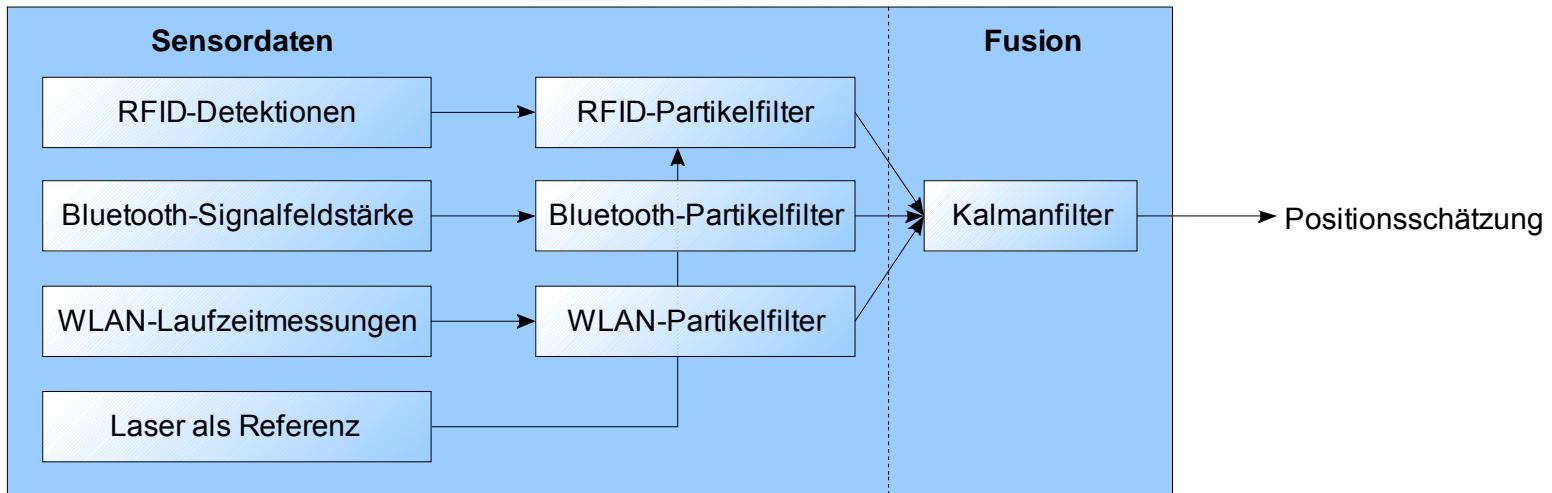 Sensordaten
Fusion
RFID-Detektionen
RFID-Partikelfilter
Bluetooth-Signalfeldstärke
Bluetooth-Partikelfilter
Kalmanfilter
Positionsschätzung
WLAN-Laufzeitmessungen
WLAN-Partikelfilter
Laser als Referenz